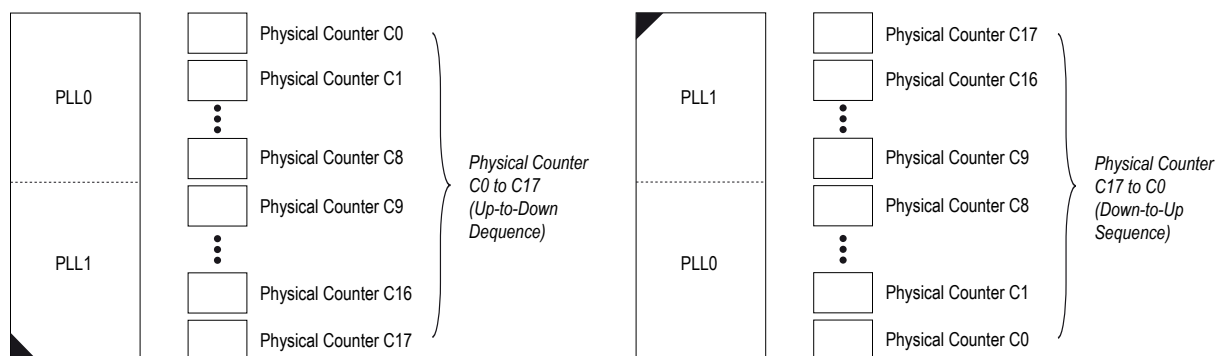 PLL0
PLL1
Physical Counter C0
Physical Counter C1
Physical Counter C8
Physical Counter C9
Physical Counter C16
Physical Counter C17
Physical Counter
C0 to C17
(Up-to-Down
Dequence)
PLL1
PLL0
Physical Counter C17
Physical Counter C16
Physical Counter C9
Physical Counter C8
Physical Counter C1
Physical Counter C0
Physical Counter
C17 to C0
(Down-to-Up
Sequence)